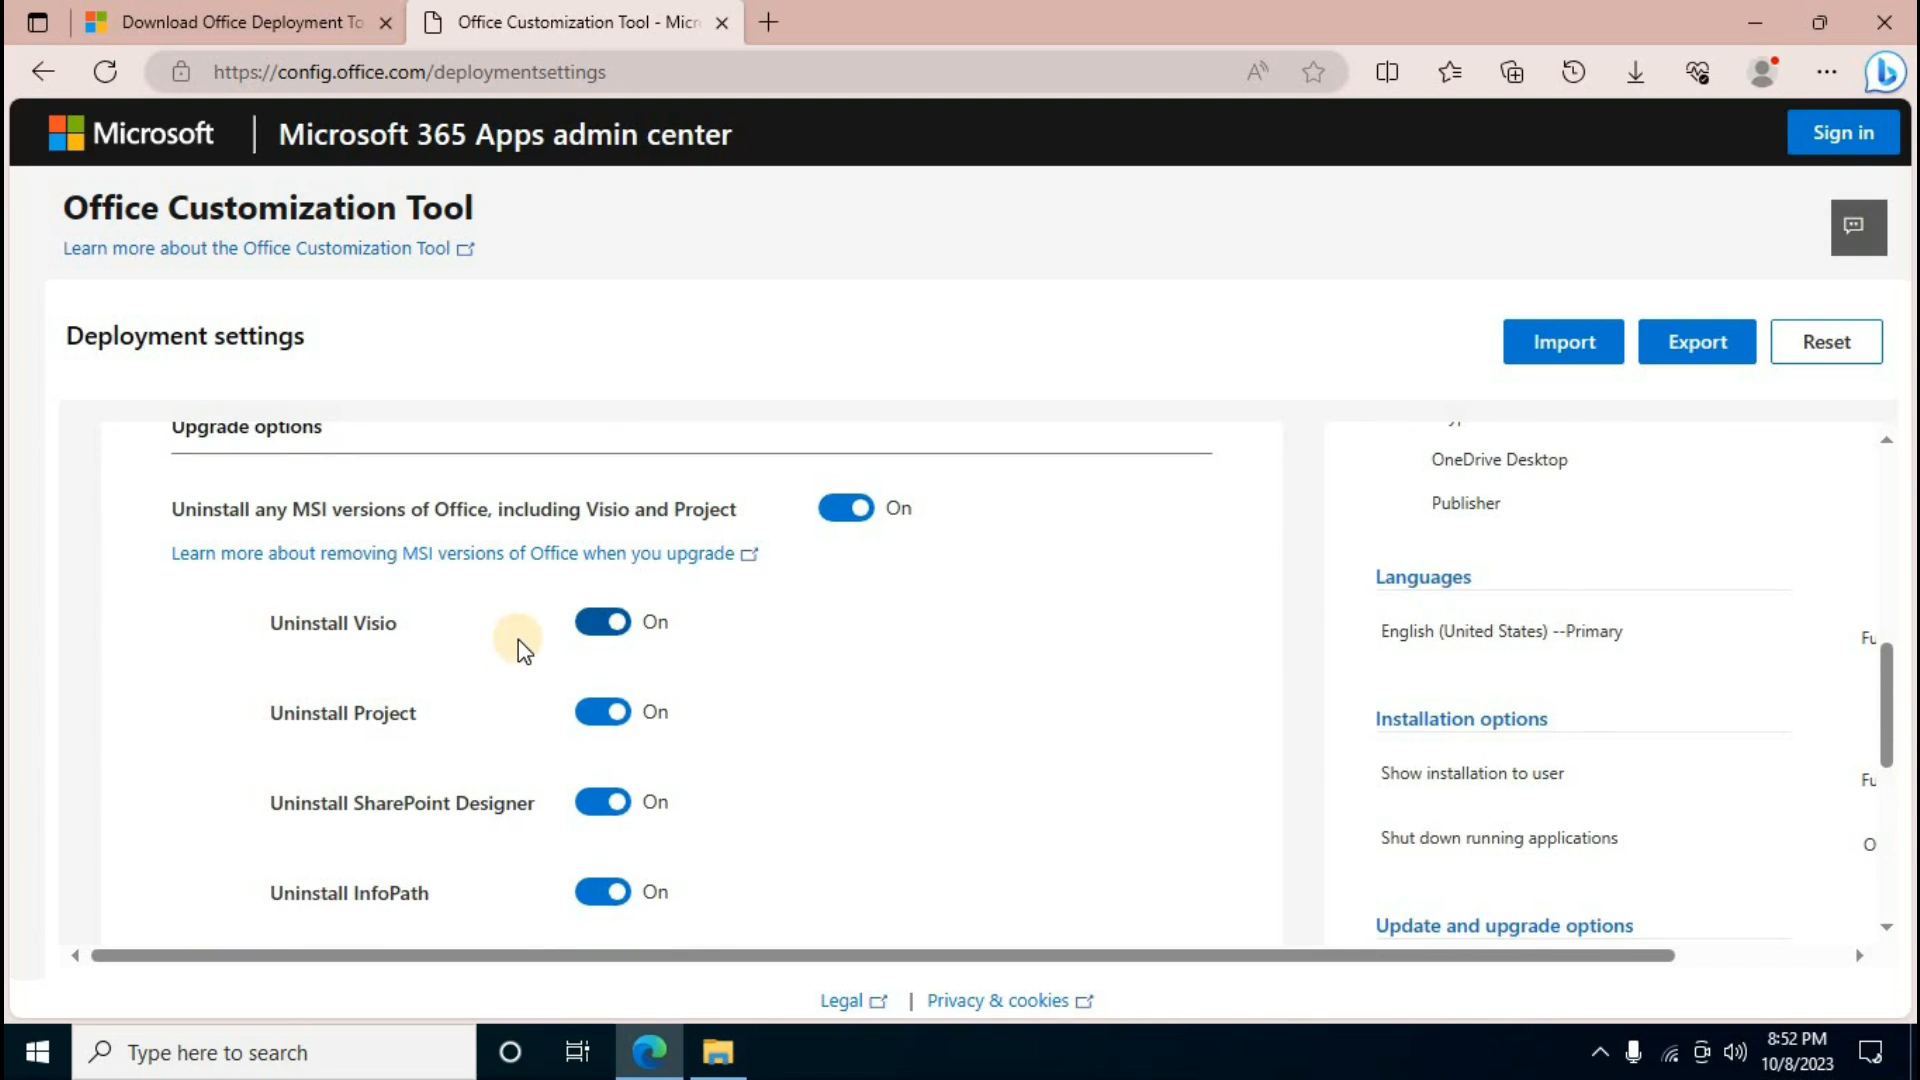 Download Office Deployment To
Office Customization Tool - Micr
https://config.office.com/deploymentsettings
Microsoft | Microsoft 365 Apps admin center
Sign in
Office Customization Tool
Learn more about the Office Customization Tool
Deployment settings
Import
Export
Reset
Upgrade options
Uninstall any MSI versions of Office, including Visio and Project
On
Learn more about removing MSI versions of Office when you upgrade
Uninstall Visio
On
Uninstall Project
On
Uninstall SharePoint Designer
On
Uninstall InfoPath
On
OneDrive Desktop
Publisher
Languages
English (United States) --Primary
Fu
Installation options
Show installation to user
Fu
Shut down running applications
O
Update and upgrade options
Legal | Privacy & cookies
Type here to search
8:52 PM
10/8/2023